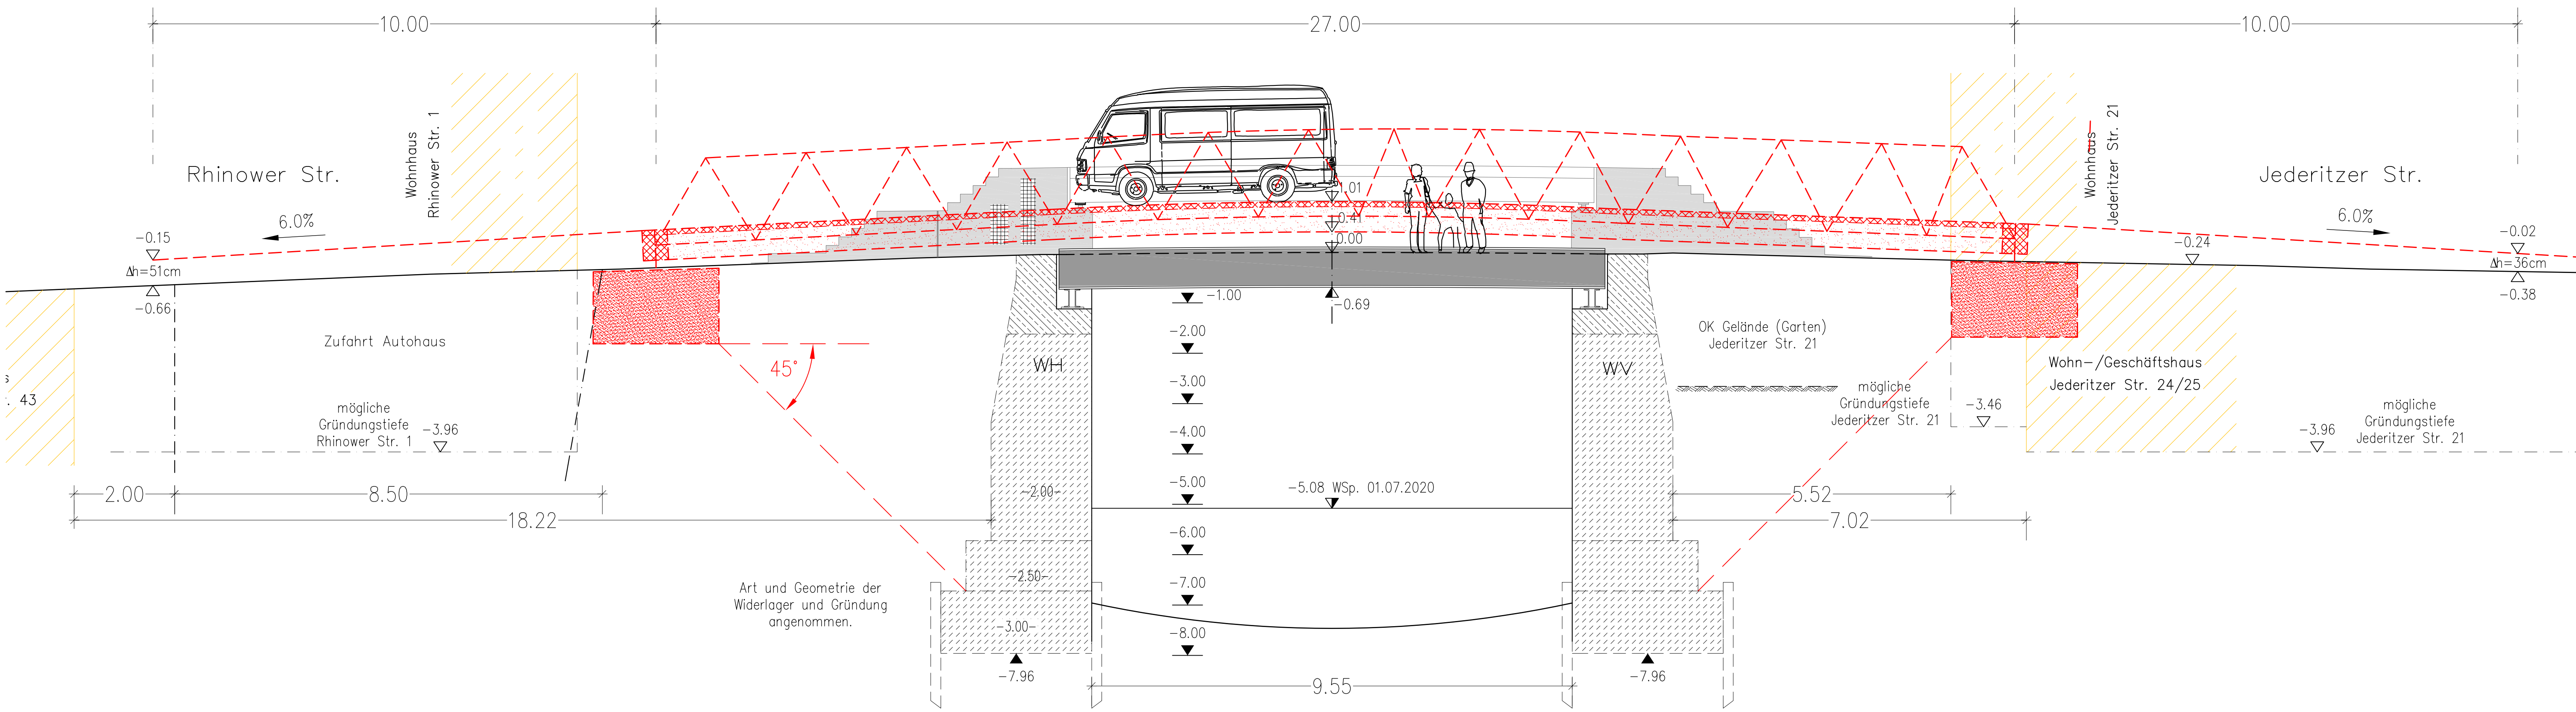 10.00
27.00
10.00
Rhinower Str.
Wohnhaus
Rhinower Str. 1
Wohnhaus
Jederitzer Str. 21
Jederitzer Str.
6.0%
6.0%
-0.15
Δh=51cm
-0.66
1.01
0.41
0.00
-0.69
-0.24
-0.02
Δh=36cm
-0.38
Zufahrt Autohaus
45°
WH
WV
-1.00
-2.00
-3.00
-4.00
-5.00
-6.00
-7.00
-8.00
OK Gelände (Garten)
Jederitzer Str. 21
s
. 43
mögliche
Gründungstiefe
Rhinower Str. 1
-3.96
mögliche
Gründungstiefe
Jederitzer Str. 21
-3.46
Wohn-/Geschäftshaus
Jederitzer Str. 24/25
-3.96
mögliche
Gründungstiefe
Jederitzer Str. 21
2.00
8.50
18.22
-2.00-
-2.50-
-3.00-
-5.08 WSp. 01.07.2020
5.52
7.02
Art und Geometrie der
Widerlager und Gründung
angenommen.
-7.96
9.55
-7.96